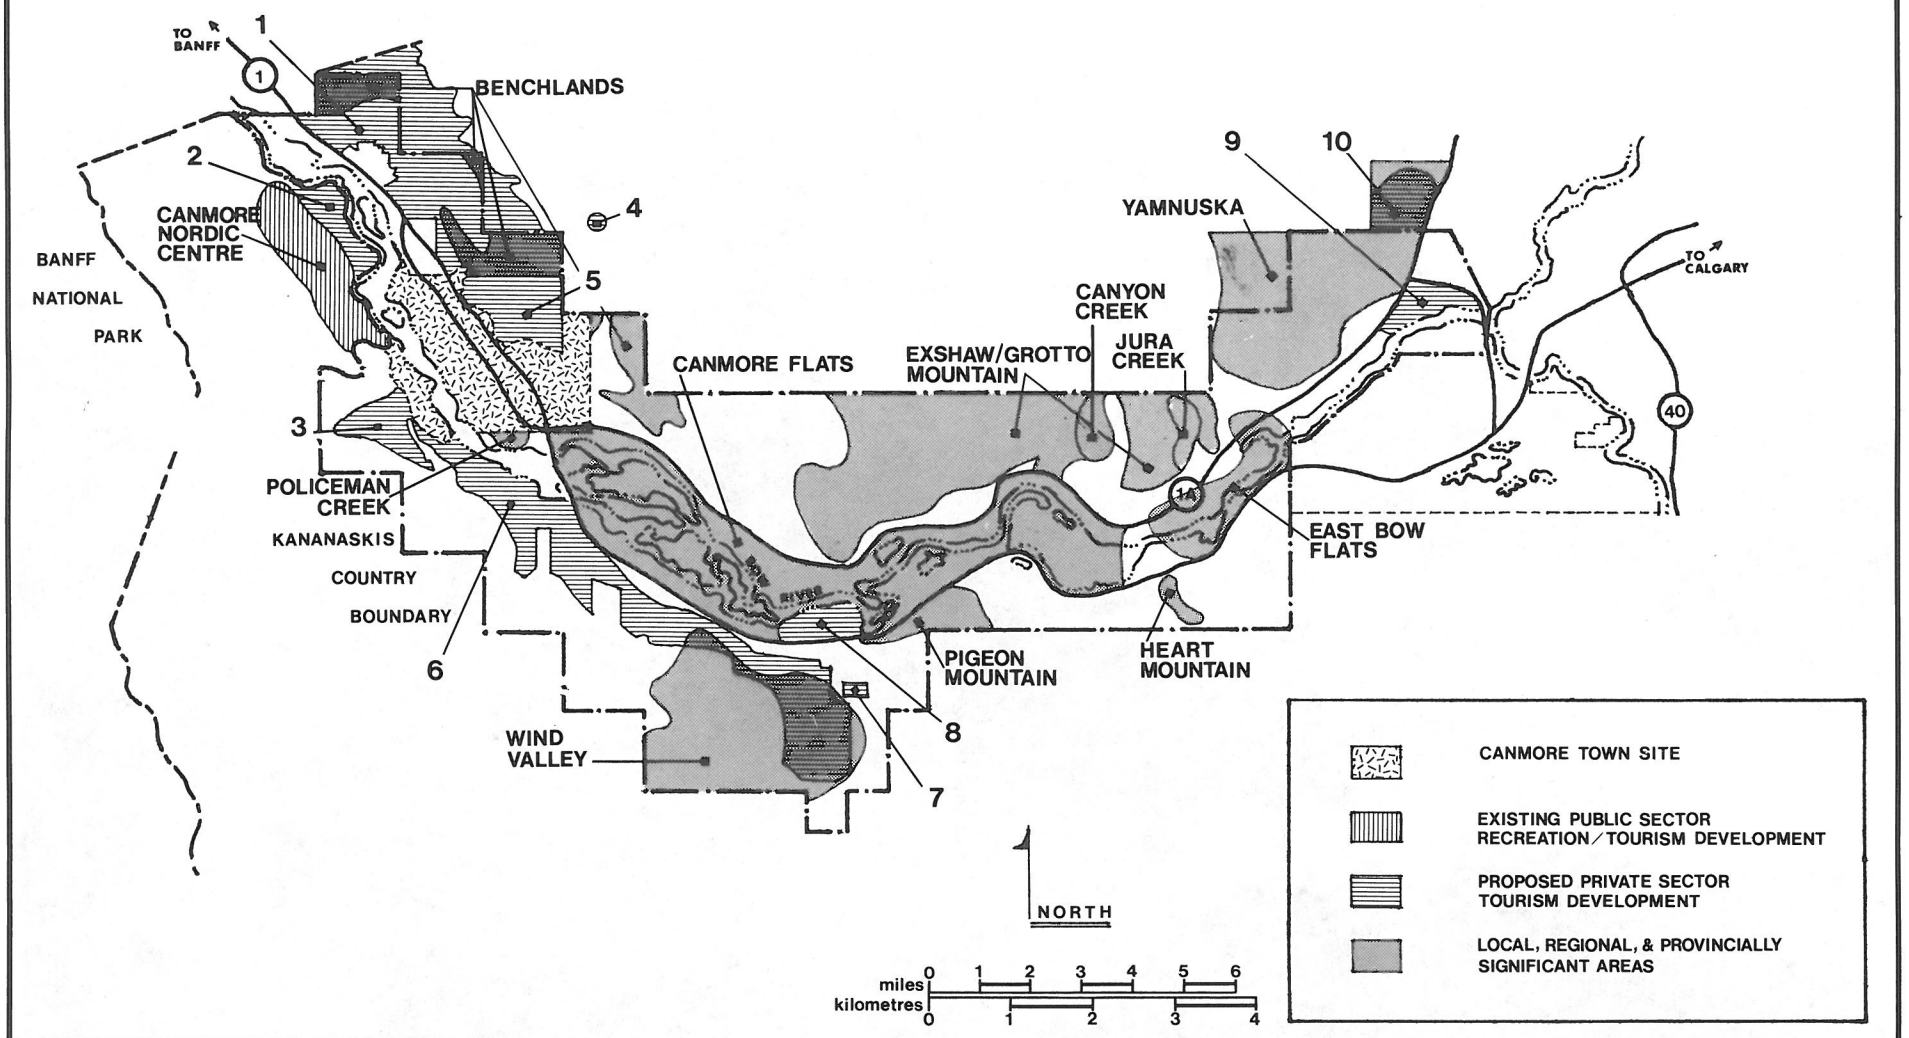 TO
BANFF
1
1
BENCHLANDS
2
CANMORE
NORDIC
CENTRE
4
5
BANFF
NATIONAL
PARK
9
10
YAMNUSKA
TO
CALGARY
CANYON
CREEK
JURA
CREEK
EXSHAW/GROTTO
MOUNTAIN
CANMORE FLATS
40
3
POLICEMAN
CREEK
1A
KANANASKIS
COUNTRY
BOUNDARY
EAST BOW
FLATS
BOW
RIVER
6
HEART
MOUNTAIN
PIGEON
MOUNTAIN
8
WIND
VALLEY
7
NORTH
miles
0 1 2 3 4 5 6
kilometres
0 1 2 3 4
CANMORE TOWN SITE
EXISTING PUBLIC SECTOR
RECREATION/TOURISM DEVELOPMENT
PROPOSED PRIVATE SECTOR
TOURISM DEVELOPMENT
LOCAL, REGIONAL, & PROVINCIALLY
SIGNIFICANT AREAS